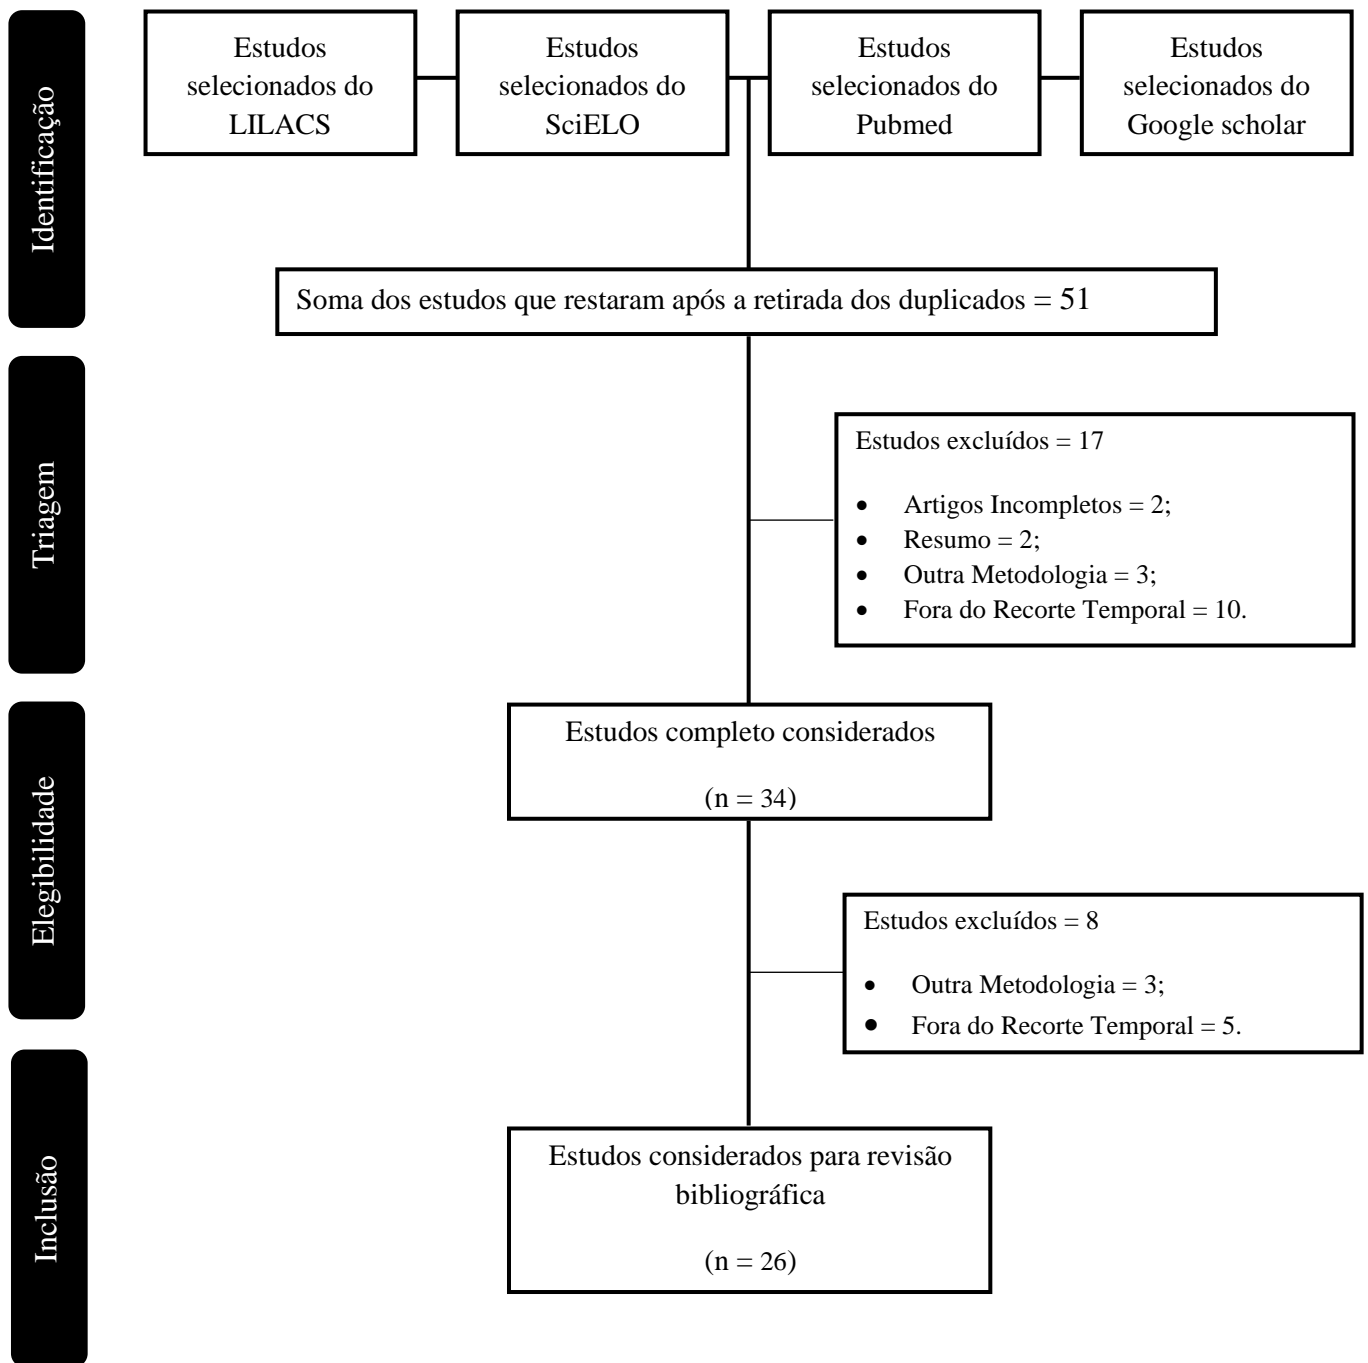 Identificação
Estudos
selecionados do
LILACS
Estudos
selecionados do
SciELO
Estudos
selecionados do
Pubmed
Estudos
selecionados do
Google scholar
Soma dos estudos que restaram após a retirada dos duplicados = 51
Triagem
Estudos excluídos = 17
• Artigos Incompletos = 2;
• Resumo = 2;
• Outra Metodologia = 3;
• Fora do Recorte Temporal = 10.
Elegibilidade
Estudos completo considerados
(n = 34)
Estudos excluídos = 8
• Outra Metodologia = 3;
• Fora do Recorte Temporal = 5.
Inclusão
Estudos considerados para revisão
bibliográfica
(n = 26)